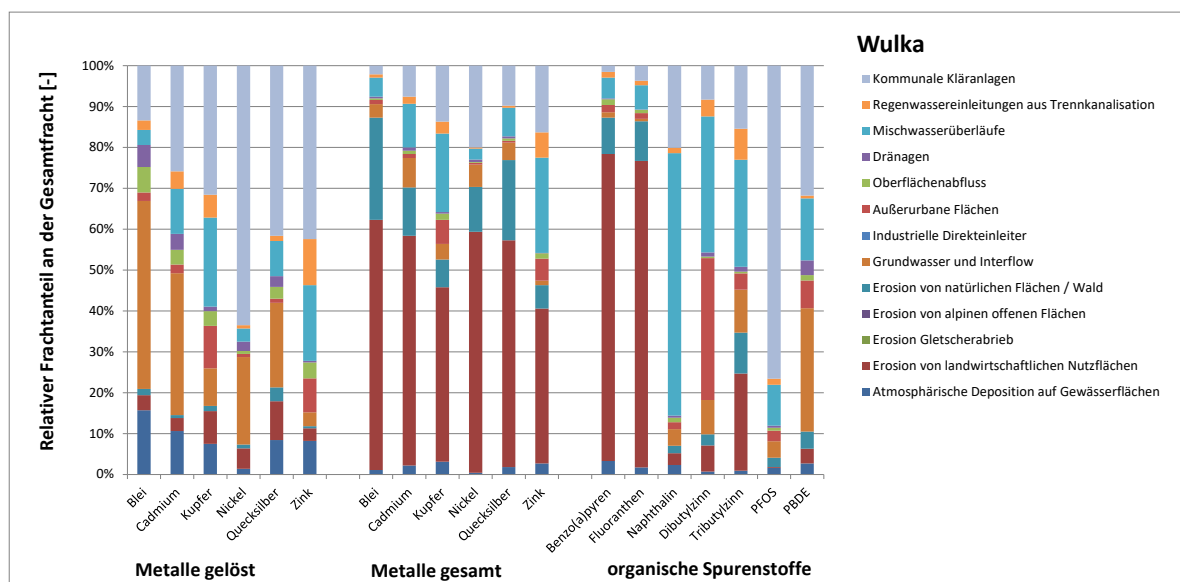 Wulka
Relativer Frachtanteil an der Gesamtfracht [-]
100%
90%
80%
70%
60%
50%
40%
30%
20%
10%
0%
Blei
Cadmium
Kupfer
Nickel
Quecksilber
Zink
Blei
Cadmium
Kupfer
Nickel
Quecksilber
Zink
Benzo(a)pyren
Fluoranthen
Naphthalin
Dibutylzinn
Tributylzinn
PFOS
PBDE
Metalle gelöst
Metalle gesamt
organische Spurenstoffe
Kommunale Kläranlagen
Regenwassereinleitungen aus Trennkanalisation
Mischwasserüberläufe
Dränagen
Oberflächenabfluss
Außerurbane Flächen
Industrielle Direkteinleiter
Grundwasser und Interflow
Erosion von natürlichen Flächen / Wald
Erosion von alpinen offenen Flächen
Erosion Gletscherabrieb
Erosion von landwirtschaftlichen Nutzflächen
Atmosphärische Deposition auf Gewässerflächen